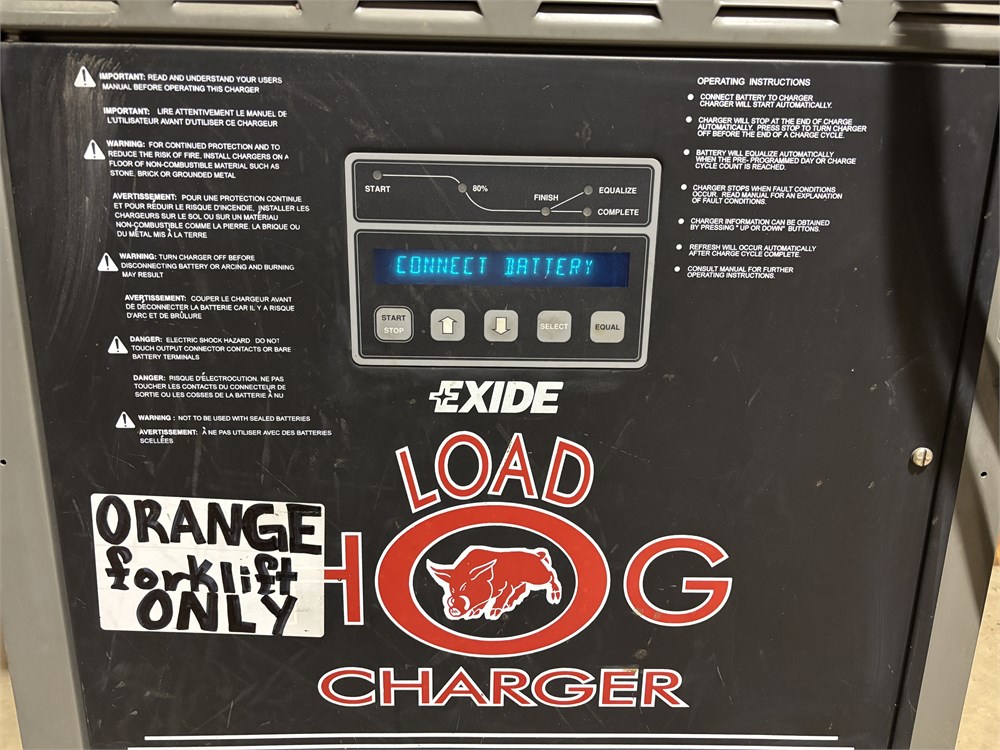 IMPORTANT: READ AND UNDERSTAND YOUR USERS
MANUAL BEFORE OPERATING THIS CHARGER
IMPORTANT: LIRE ATTENTIVEMENT LE MANUEL DE
L'UTILISATEUR AVANT D'UTILISER CE CHARGEUR
WARNING: FOR CONTINUED PROTECTION AND TO
REDUCE THE RISK OF FIRE, INSTALL CHARGERS ON A
FLOOR OF NON-COMBUSTIBLE MATERIAL SUCH AS
STONE, BRICK OR GROUNDED METAL
AVERTISSEMENT: POUR UNE PROTECTION CONTINUE
ET POUR RÉDUIR LE RISQUE D'INCENDIE, INSTALLER LES
CHARGEURS SUR LE SOL OU SUR UN MATÉRIAU
NON-COMBUSTIBLE COMME LA PIERRE. LA BRIQUE OU
DU MÉTAL MIS À LA TERRE
WARNING: TURN CHARGER OFF BEFORE
DISCONNECTING BATTERY OR ARCING AND BURNING
MAY RESULT
AVERTISSEMENT: COUPER LE CHARGEUR AVANT
DE DÉCONNECTER LA BATTERIE CAR IL Y A RISQUE
D'ARC ET DE BRÛLURE
DANGER: ELECTRIC SHOCK HAZARD DO NOT
TOUCH OUTPUT CONNECTOR CONTACTS OR BARE
BATTERY TERMINALS
DANGER: RISQUE D'ÉLECTROCUTION. NE PAS
TOUCHER LES CONTACTS DU CONNECTEUR DE
SORTIE OU LES COSSES DE LA BATTERIE À NU
WARNING : NOT TO BE USED WITH SEALED BATTERIES
AVERTISSEMENT: À NE PAS UTILISER AVEC DES BATTERIES
SCELLÉES
START
80%
FINISH
EQUALIZE
COMPLETE
CONNECT BATTERY
START
STOP
SELECT
EQUAL
OPERATING INSTRUCTIONS
CONNECT BATTERY TO CHARGER
CHARGER WILL START AUTOMATICALLY.
CHARGER WILL STOP AT THE END OF CHARGE
AUTOMATICALLY. PRESS STOP TO TURN CHARGER
OFF BEFORE THE END OF A CHARGE CYCLE.
BATTERY WILL EQUALIZE AUTOMATICALLY
WHEN THE PRE- PROGRAMMED DAY OR CHARGE
CYCLE COUNT IS REACHED.
CHARGER STOPS WHEN FAULT CONDITIONS
OCCUR. READ MANUAL FOR AN EXPLANATION
OF FAULT CONDITIONS.
CHARGER INFORMATION CAN BE OBTAINED
BY PRESSING " UP OR DOWN" BUTTONS.
REFRESH WILL OCCUR AUTOMATICALLY
AFTER CHARGE CYCLE COMPLETE.
CONSULT MANUAL FOR FURTHER
OPERATING INSTRUCTIONS.
EXIDE
LOAD
HOG
CHARGER
ORANGE
forklift
ONLY